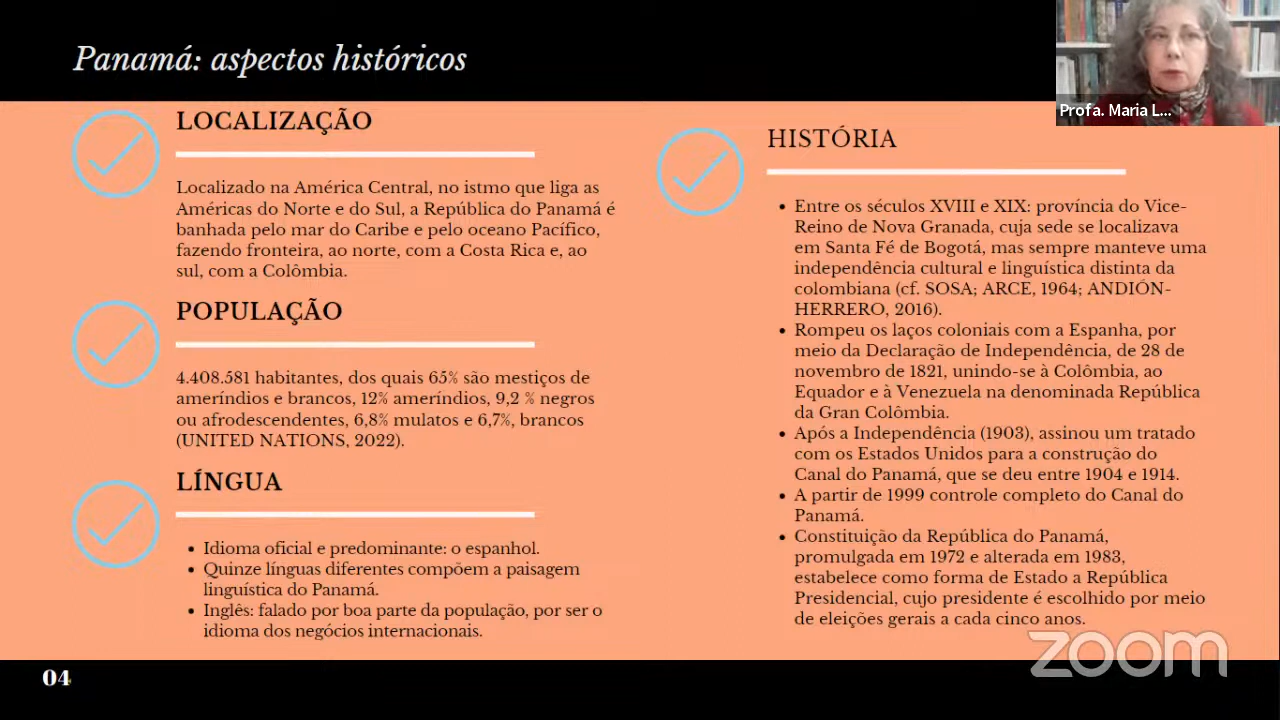 Panamá: aspectos históricos
Profa. Maria L...
LOCALIZAÇÃO
Localizado na América Central, no istmo que liga as
Américas do Norte e do Sul, a República do Panamá é
banhada pelo mar do Caribe e pelo oceano Pacífico,
fazendo fronteira, ao norte, com a Costa Rica e, ao
sul, com a Colômbia.
POPULAÇÃO
4.408.581 habitantes, dos quais 65% são mestiços de
ameríndios e brancos, 12% ameríndios, 9,2 % negros
ou afrodescendentes, 6,8% mulatos e 6,7%, brancos
(UNITED NATIONS, 2022).
LÍNGUA
• Idioma oficial e predominante: o espanhol.
• Quinze línguas diferentes compõem a paisagem
linguística do Panamá.
• Inglês: falado por boa parte da população, por ser o
idioma dos negócios internacionais.
HISTÓRIA
• Entre os séculos XVIII e XIX: província do Vice-
Reino de Nova Granada, cuja sede se localizava
em Santa Fé de Bogotá, mas sempre manteve uma
independência cultural e linguística distinta da
colombiana (cf. SOSA; ARCE, 1964; ANDIÓN-
HERRERO, 2016).
• Rompeu os laços coloniais com a Espanha, por
meio da Declaração de Independência, de 28 de
novembro de 1821, unindo-se à Colômbia, ao
Equador e à Venezuela na denominada República
da Gran Colômbia.
• Após a Independência (1903), assinou um tratado
com os Estados Unidos para a construção do
Canal do Panamá, que se deu entre 1904 e 1914.
• A partir de 1999 controle completo do Canal do
Panamá.
• Constituição da República do Panamá,
promulgada em 1972 e alterada em 1983,
estabelece como forma de Estado a República
Presidencial, cujo presidente é escolhido por meio
de eleições gerais a cada cinco anos.
zoom
04